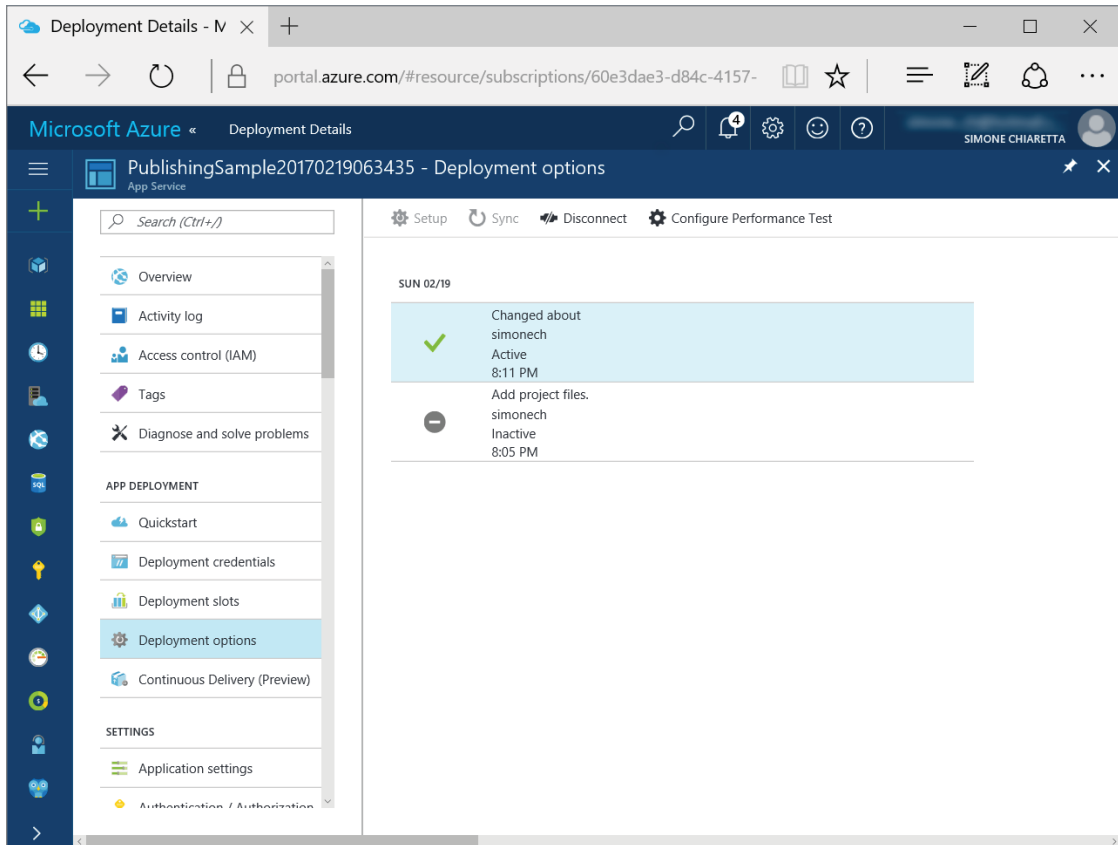 Deployment Details - M
portal.azure.com/#resource/subscriptions/60e3dae3-d84c-4157-
Microsoft Azure « Deployment Details
4
SIMONE CHIARETTA
PublishingSample20170219063435 - Deployment options
App Service
Search (Ctrl+/)
Setup Sync Disconnect Configure Performance Test
Overview
Activity log
Access control (IAM)
Tags
Diagnose and solve problems
APP DEPLOYMENT
Quickstart
Deployment credentials
Deployment slots
Deployment options
Continuous Delivery (Preview)
SETTINGS
Application settings
Authentication / Authorization
SUN 02/19
Changed about
simonech
Active
8:11 PM
Add project files.
simonech
Inactive
8:05 PM
SQL